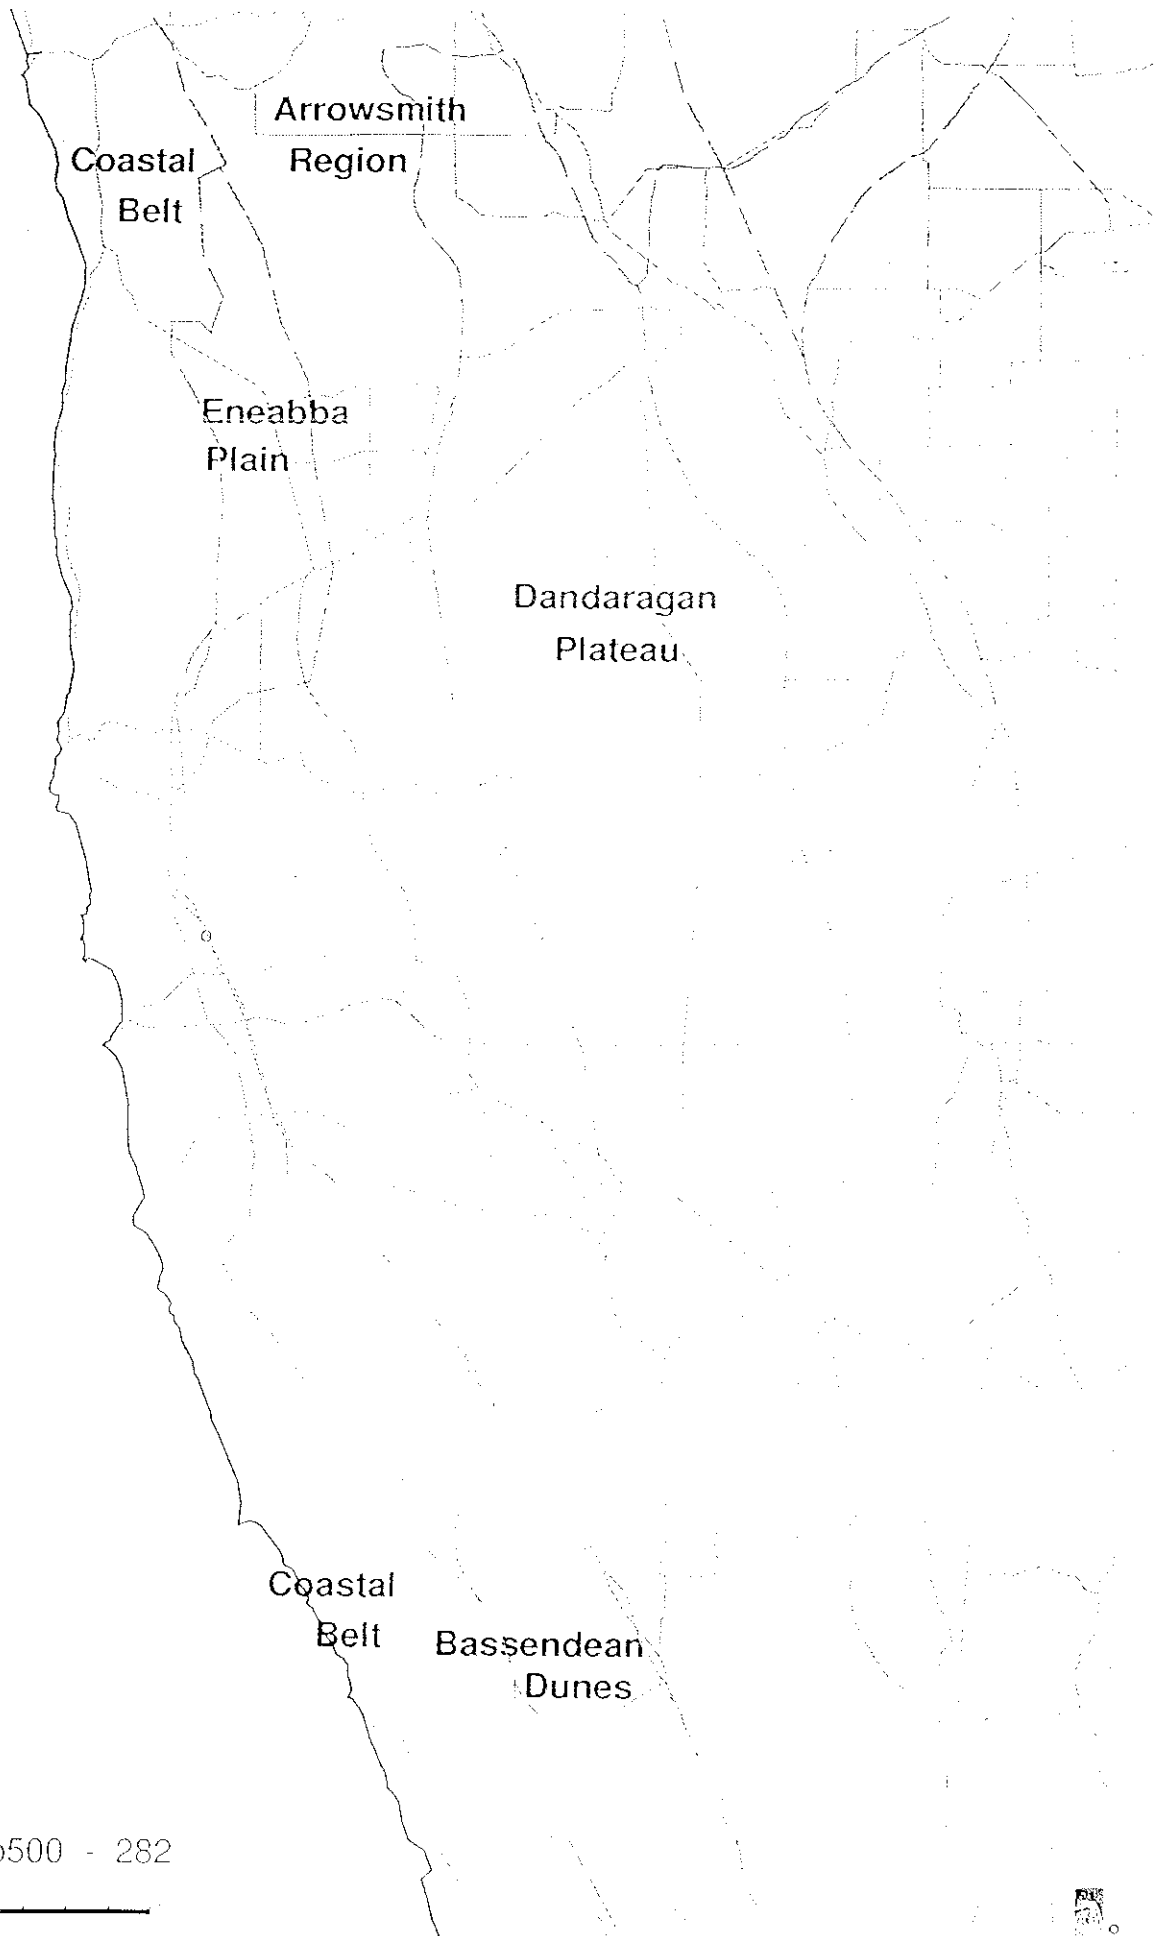 Arrowsmith
Region
Coastal
Belt
Eneabba
Plain
Dandaragan
Plateau
Coastal
Belt
Bassendean
Dunes
500 - 282